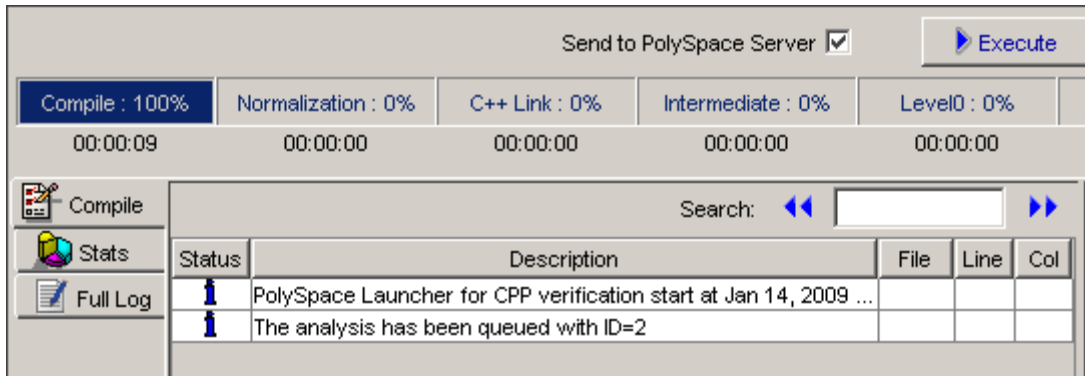 Send to PolySpace Server Execute
Compile : 100% Normalization : 0% C++ Link : 0% Intermediate : 0% Level0 : 0%
00:00:09 00:00:00 00:00:00 00:00:00 00:00:00
Compile Search:
Stats Status Description File Line Col
Full Log PolySpace Launcher for CPP verification start at Jan 14, 2009 ...
The analysis has been queued with ID=2